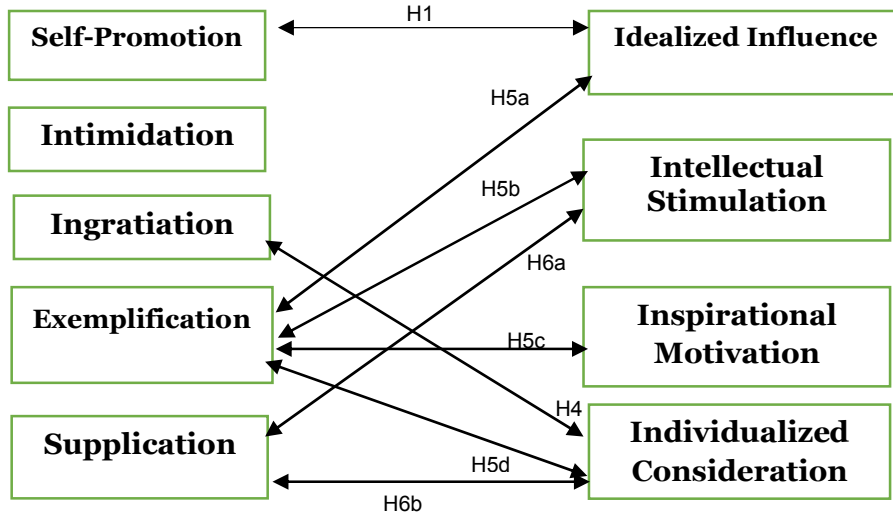 H1
Self-Promotion
Idealized Influence
H5a
Intimidation
Intellectual
Stimulation
H5b
Ingratiation
H6a
Exemplification
Inspirational
Motivation
H5c
H4
Supplication
Individualized
Consideration
H5d
H6b